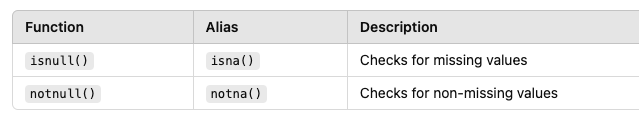 Function Alias Description
isnull() isna() Checks for missing values
notnull() notna() Checks for non-missing values